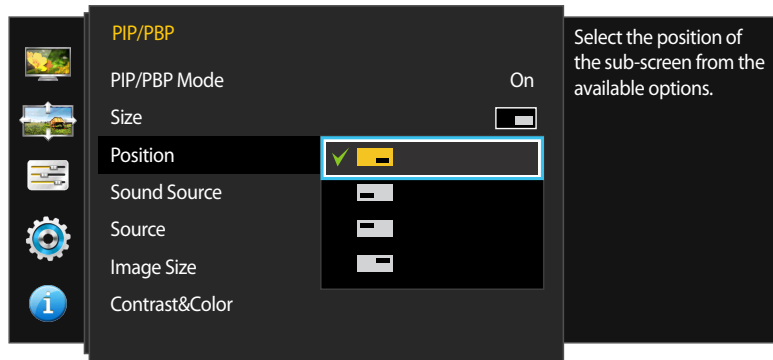 PIP/PBP
PIP/PBP Mode On
Size
Position
Sound Source
Source
Image Size
Contrast&Color
Select the position of
the sub-screen from the
available options.